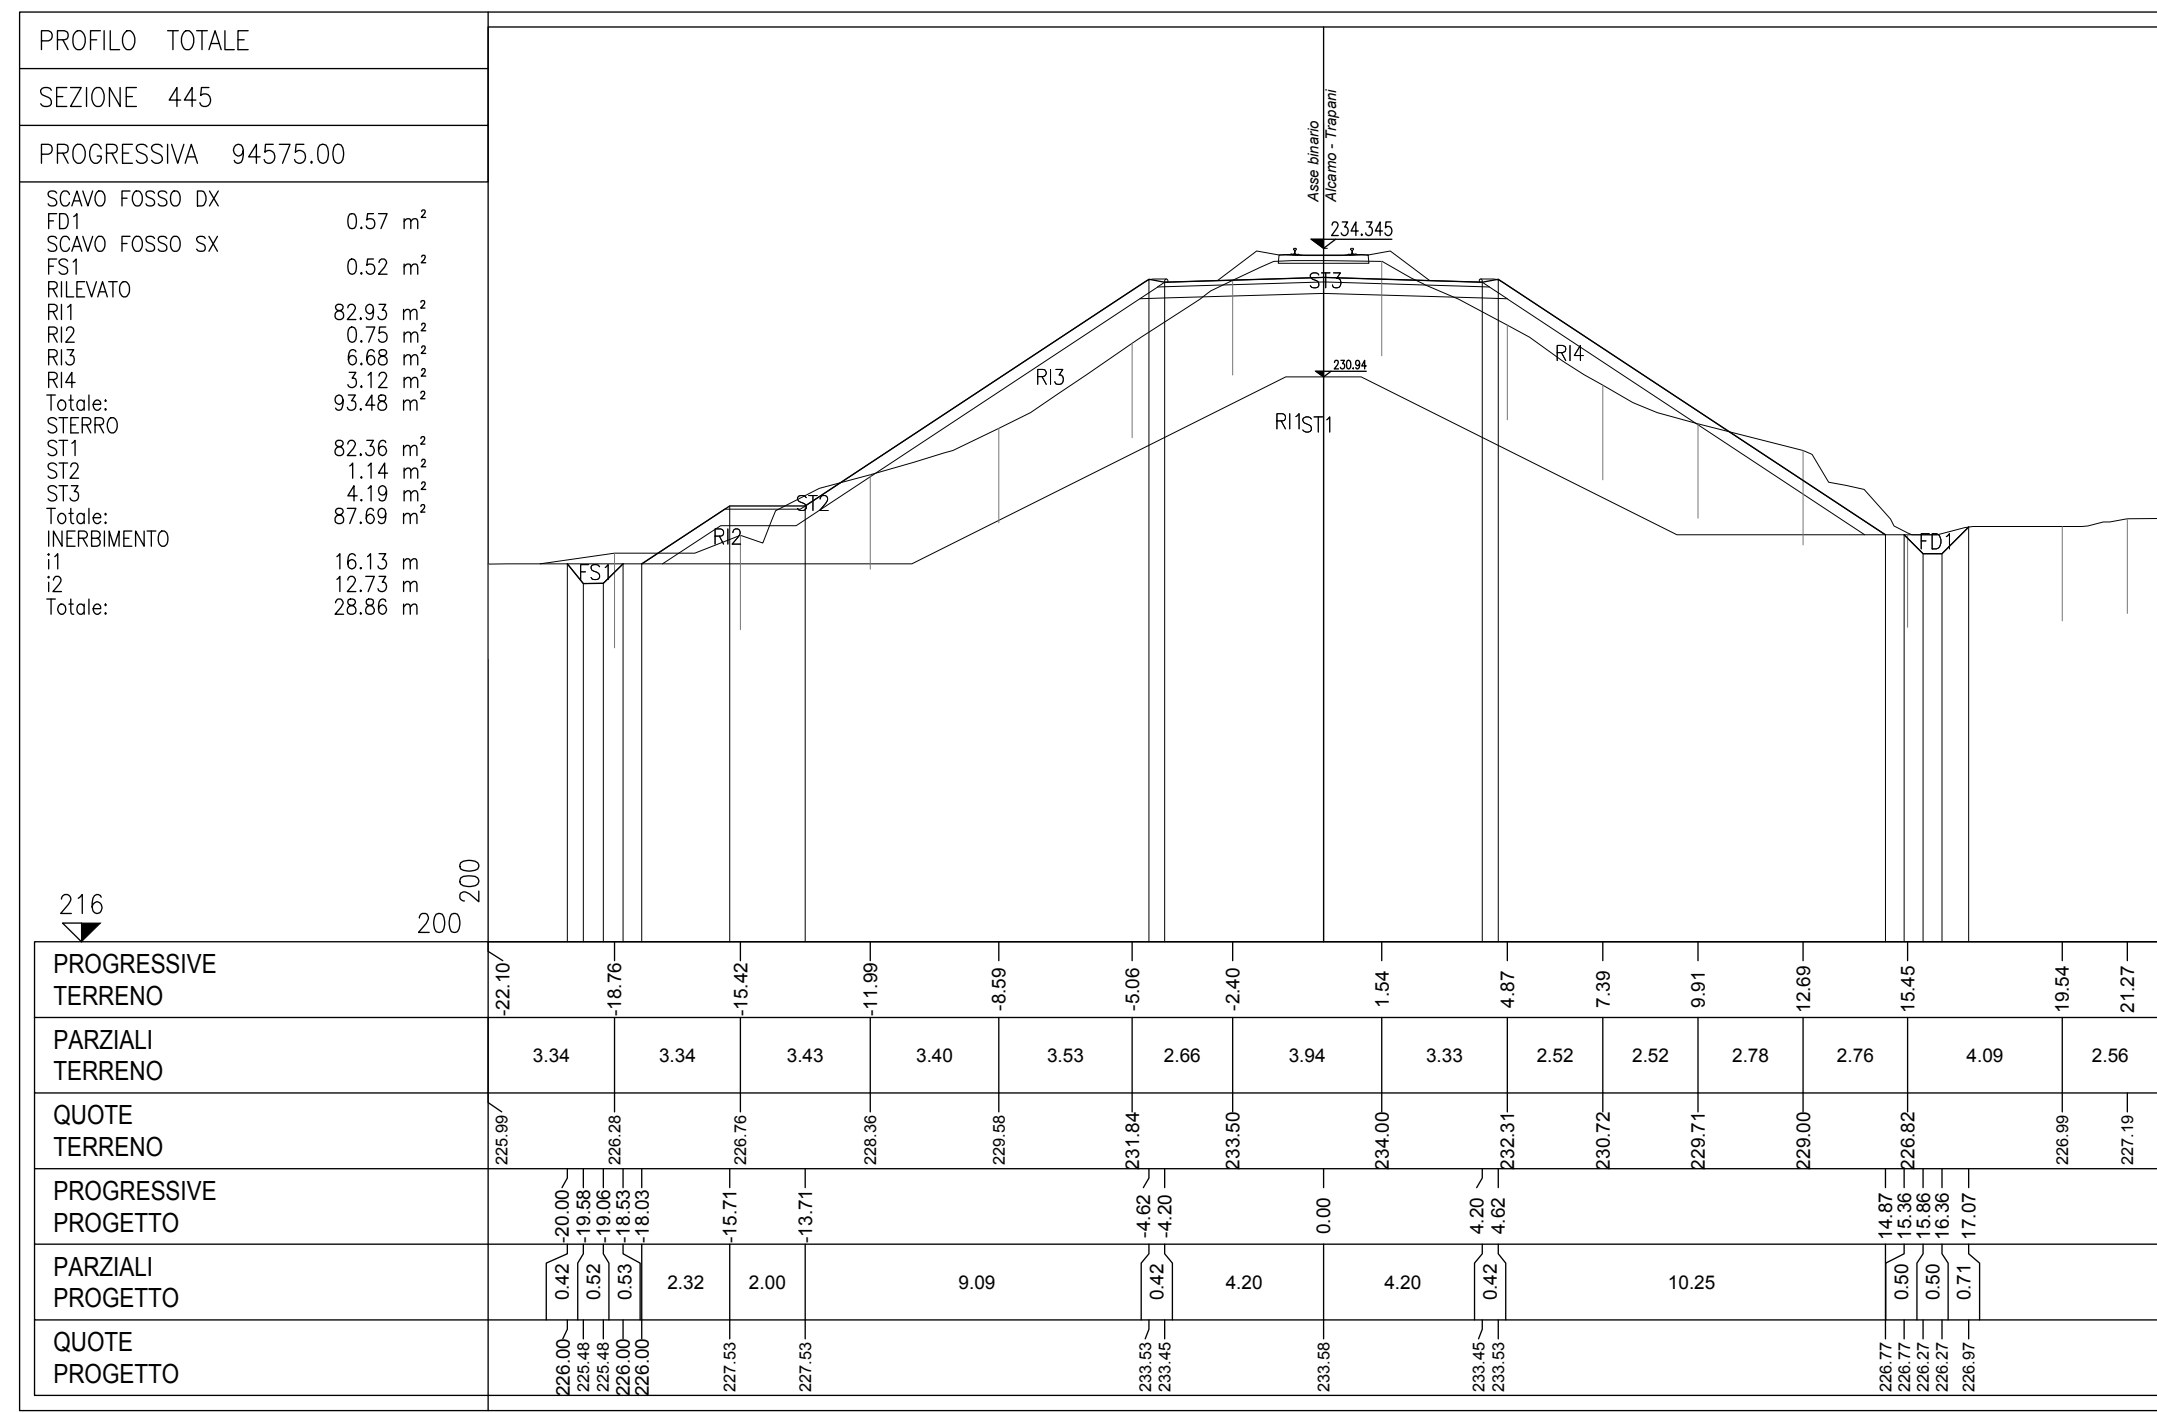 PROFILO TOTALE
SEZIONE 445
PROGRESSIVA 94575.00
SCAVO FOSSO DX
FD1 0.57 m²
SCAVO FOSSO SX
FS1 0.52 m²
RILEVATO
RI1 82.93 m²
RI2 0.75 m²
RI3 6.68 m²
RI4 3.12 m²
Totale: 93.48 m²
STERRO
ST1 82.36 m²
ST2 1.14 m²
ST3 4.19 m²
Totale: 87.69 m²
INERBIMENTO
i1 16.13 m
i2 12.73 m
Totale: 28.86 m
216
200
200
Asse binario
Alcamo - Trapani
234.345
ST3
230.94
RI4
RI3
RI1
ST1
ST2
RI2
FS1
FD1
PROGRESSIVE
TERRENO
-22.10 -18.76 -15.42 -11.99 -8.59 -5.06 -2.40 1.54 4.87 7.39 9.91 12.69 15.45 19.54 21.27
PARZIALI
TERRENO
3.34 3.34 3.43 3.40 3.53 2.66 3.94 3.33 2.52 2.52 2.78 2.76 4.09 2.56
QUOTE
TERRENO
225.99 226.28 226.76 228.36 229.58 231.84 233.50 234.00 232.31 230.72 229.71 229.00 226.82 226.99 227.19
PROGRESSIVE
PROGETTO
-20.00 -19.58 -19.06 -18.53 -18.03 -15.71 -13.71 -4.62 -4.20 0.00 4.20 4.62 14.87 15.36 15.86 16.36 17.07
PARZIALI
PROGETTO
0.42 0.52 0.53 2.32 2.00 9.09 0.42 4.20 4.20 0.42 10.25 0.50 0.50 0.71
QUOTE
PROGETTO
226.00 225.48 225.48 226.00 226.00 227.53 227.53 233.53 233.45 233.58 233.45 233.53 226.77 226.77 226.27 226.27 226.97